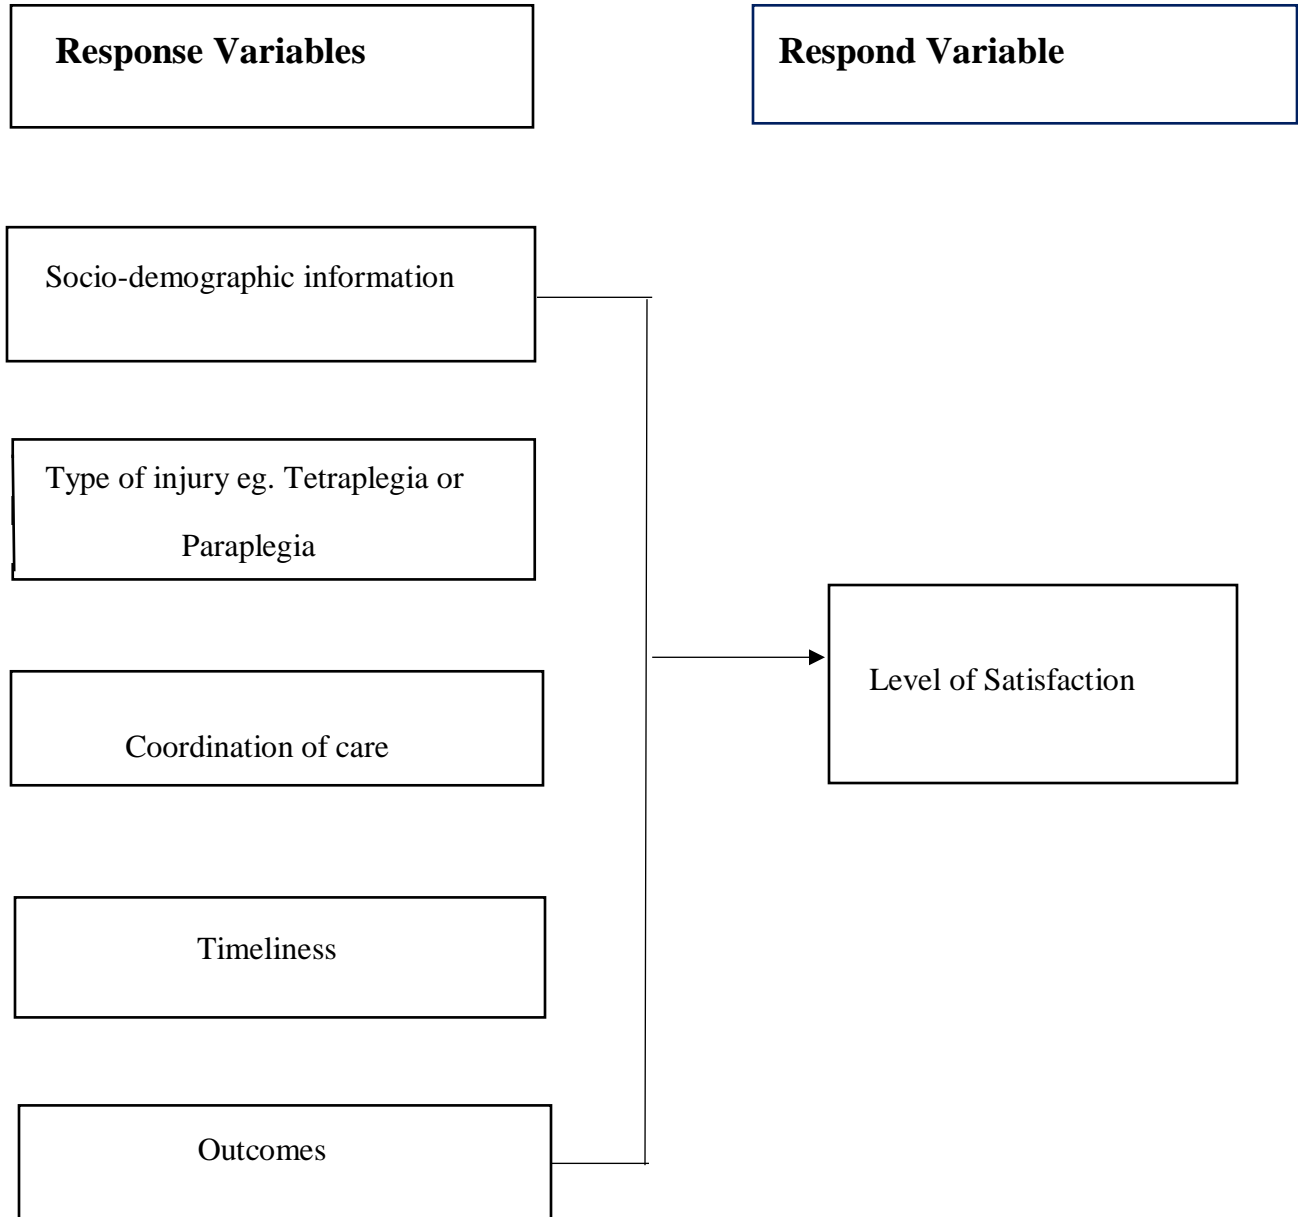 Response Variables
Respond Variable
Socio-demographic information
Type of injury eg. Tetraplegia or
Paraplegia
Coordination of care
Timeliness
Outcomes
Level of Satisfaction